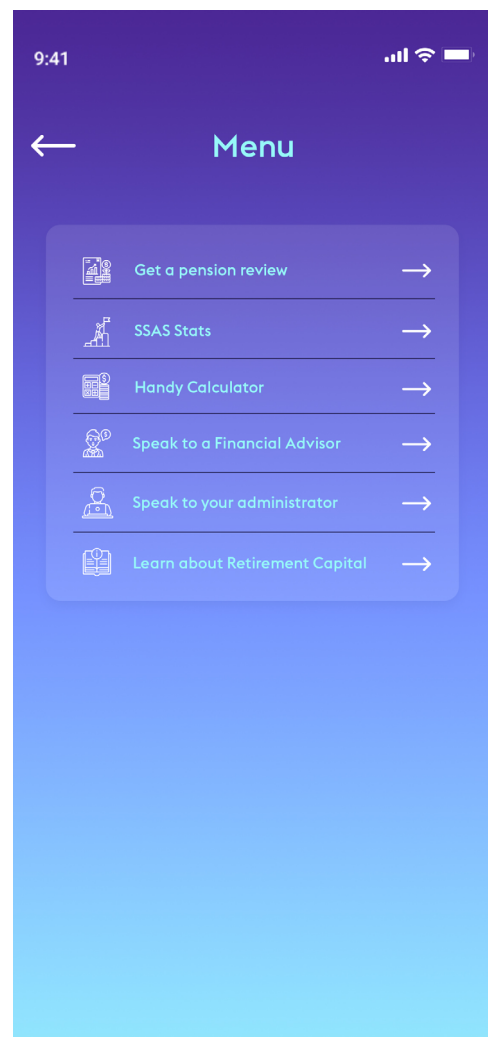 9:41
Menu
Get a pension review
SSAS Stats
Handy Calculator
Speak to a Financial Advisor
Speak to your administrator
Learn about Retirement Capital